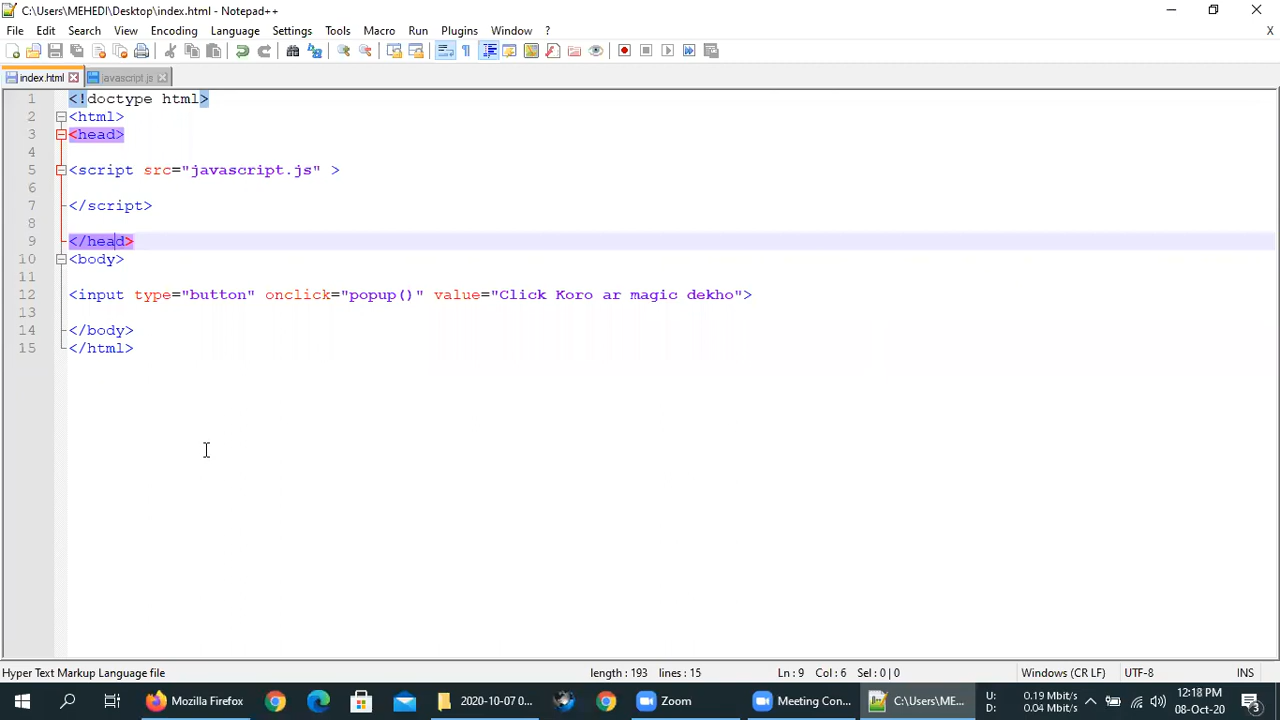 C:\Users\MEHEDI\Desktop\index.html - Notepad++
File Edit Search View Encoding Language Settings Tools Macro Run Plugins Window ? X
index.html javascript.js
1 <!doctype html>
2 <html>
3 <head>
4
5 <script src="javascript.js" >
6
7 </script>
8
9 </head>
10 <body>
11
12 <input type="button" onclick="popup()" value="Click Koro ar magic dekho">
13
14 </body>
15 </html>
Hyper Text Markup Language file length : 193 lines : 15 Ln : 9 Col : 6 Sel : 0 | 0 Windows (CR LF) UTF-8 INS
Mozilla Firefox 2020-10-07 0... Zoom Meeting Con... C:\Users\ME...
U: 0.19 Mbit/s
D: 0.04 Mbit/s
12:18 PM
08-Oct-20
3